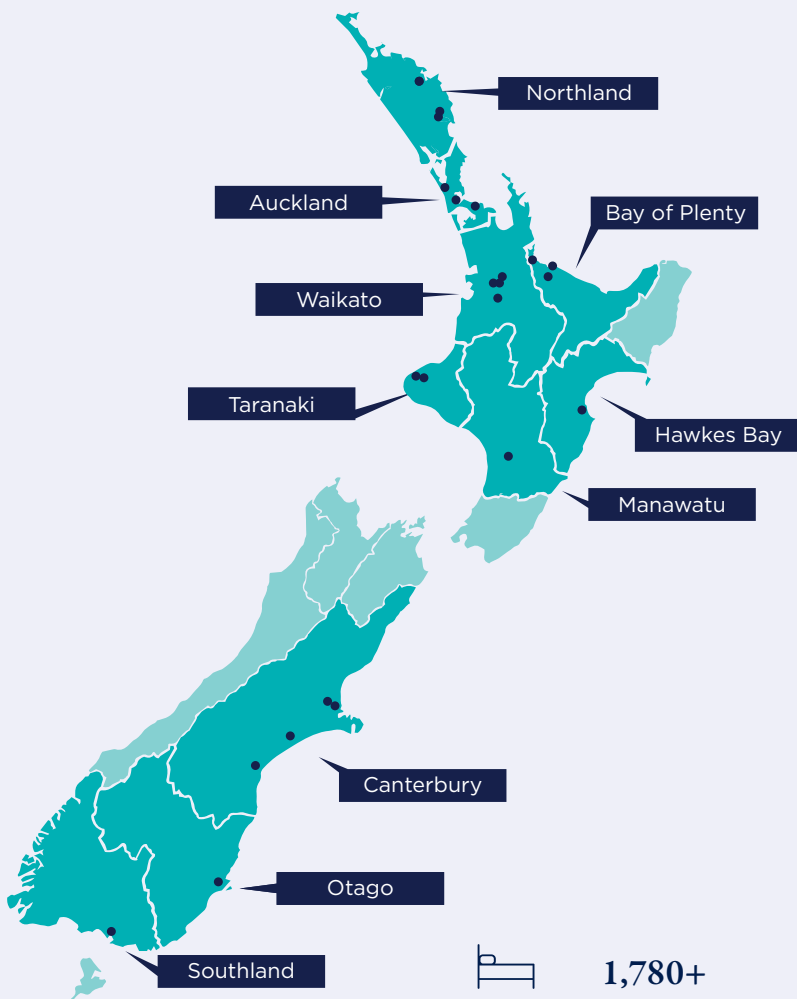 Northland
Auckland
Bay of Plenty
Waikato
Taranaki
Hawkes Bay
Manawatu
Canterbury
Otago
Southland
1,780+